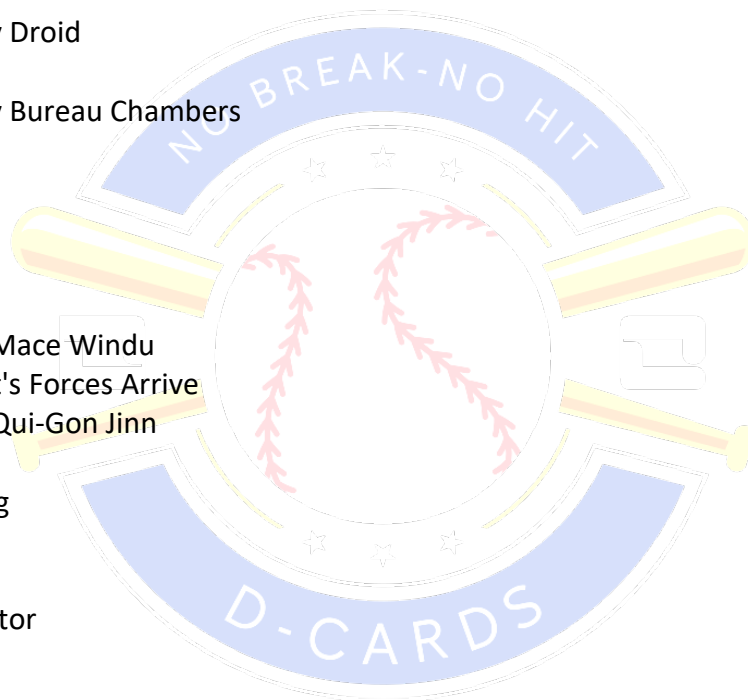 Droid
Bureau Chambers
NO BREAK-NO HIT
Mace Windu
t's Forces Arrive
Qui-Gon Jinn
g
tor
D-CARDS